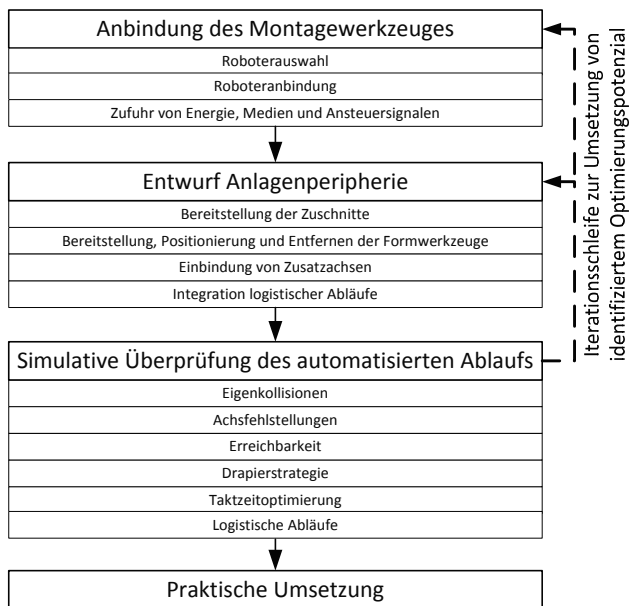 Anbindung des Montagewerkzeuges
Roboterauswahl
Roboteranbindung
Zufuhr von Energie, Medien und Ansteuersignalen
Entwurf Anlagenperipherie
Bereitstellung der Zuschnitte
Bereitstellung, Positionierung und Entfernen der Formwerkzeuge
Einbindung von Zusatzachsen
Integration logistischer Abläufe
Simulative Überprüfung des automatisierten Ablaufs
Eigenkollisionen
Achsfehlstellungen
Erreichbarkeit
Drapierstrategie
Taktzeitoptimierung
Logistische Abläufe
Praktische Umsetzung
Iterationsschleife zur Umsetzung von
identifiziertem Optimierungspotenzial